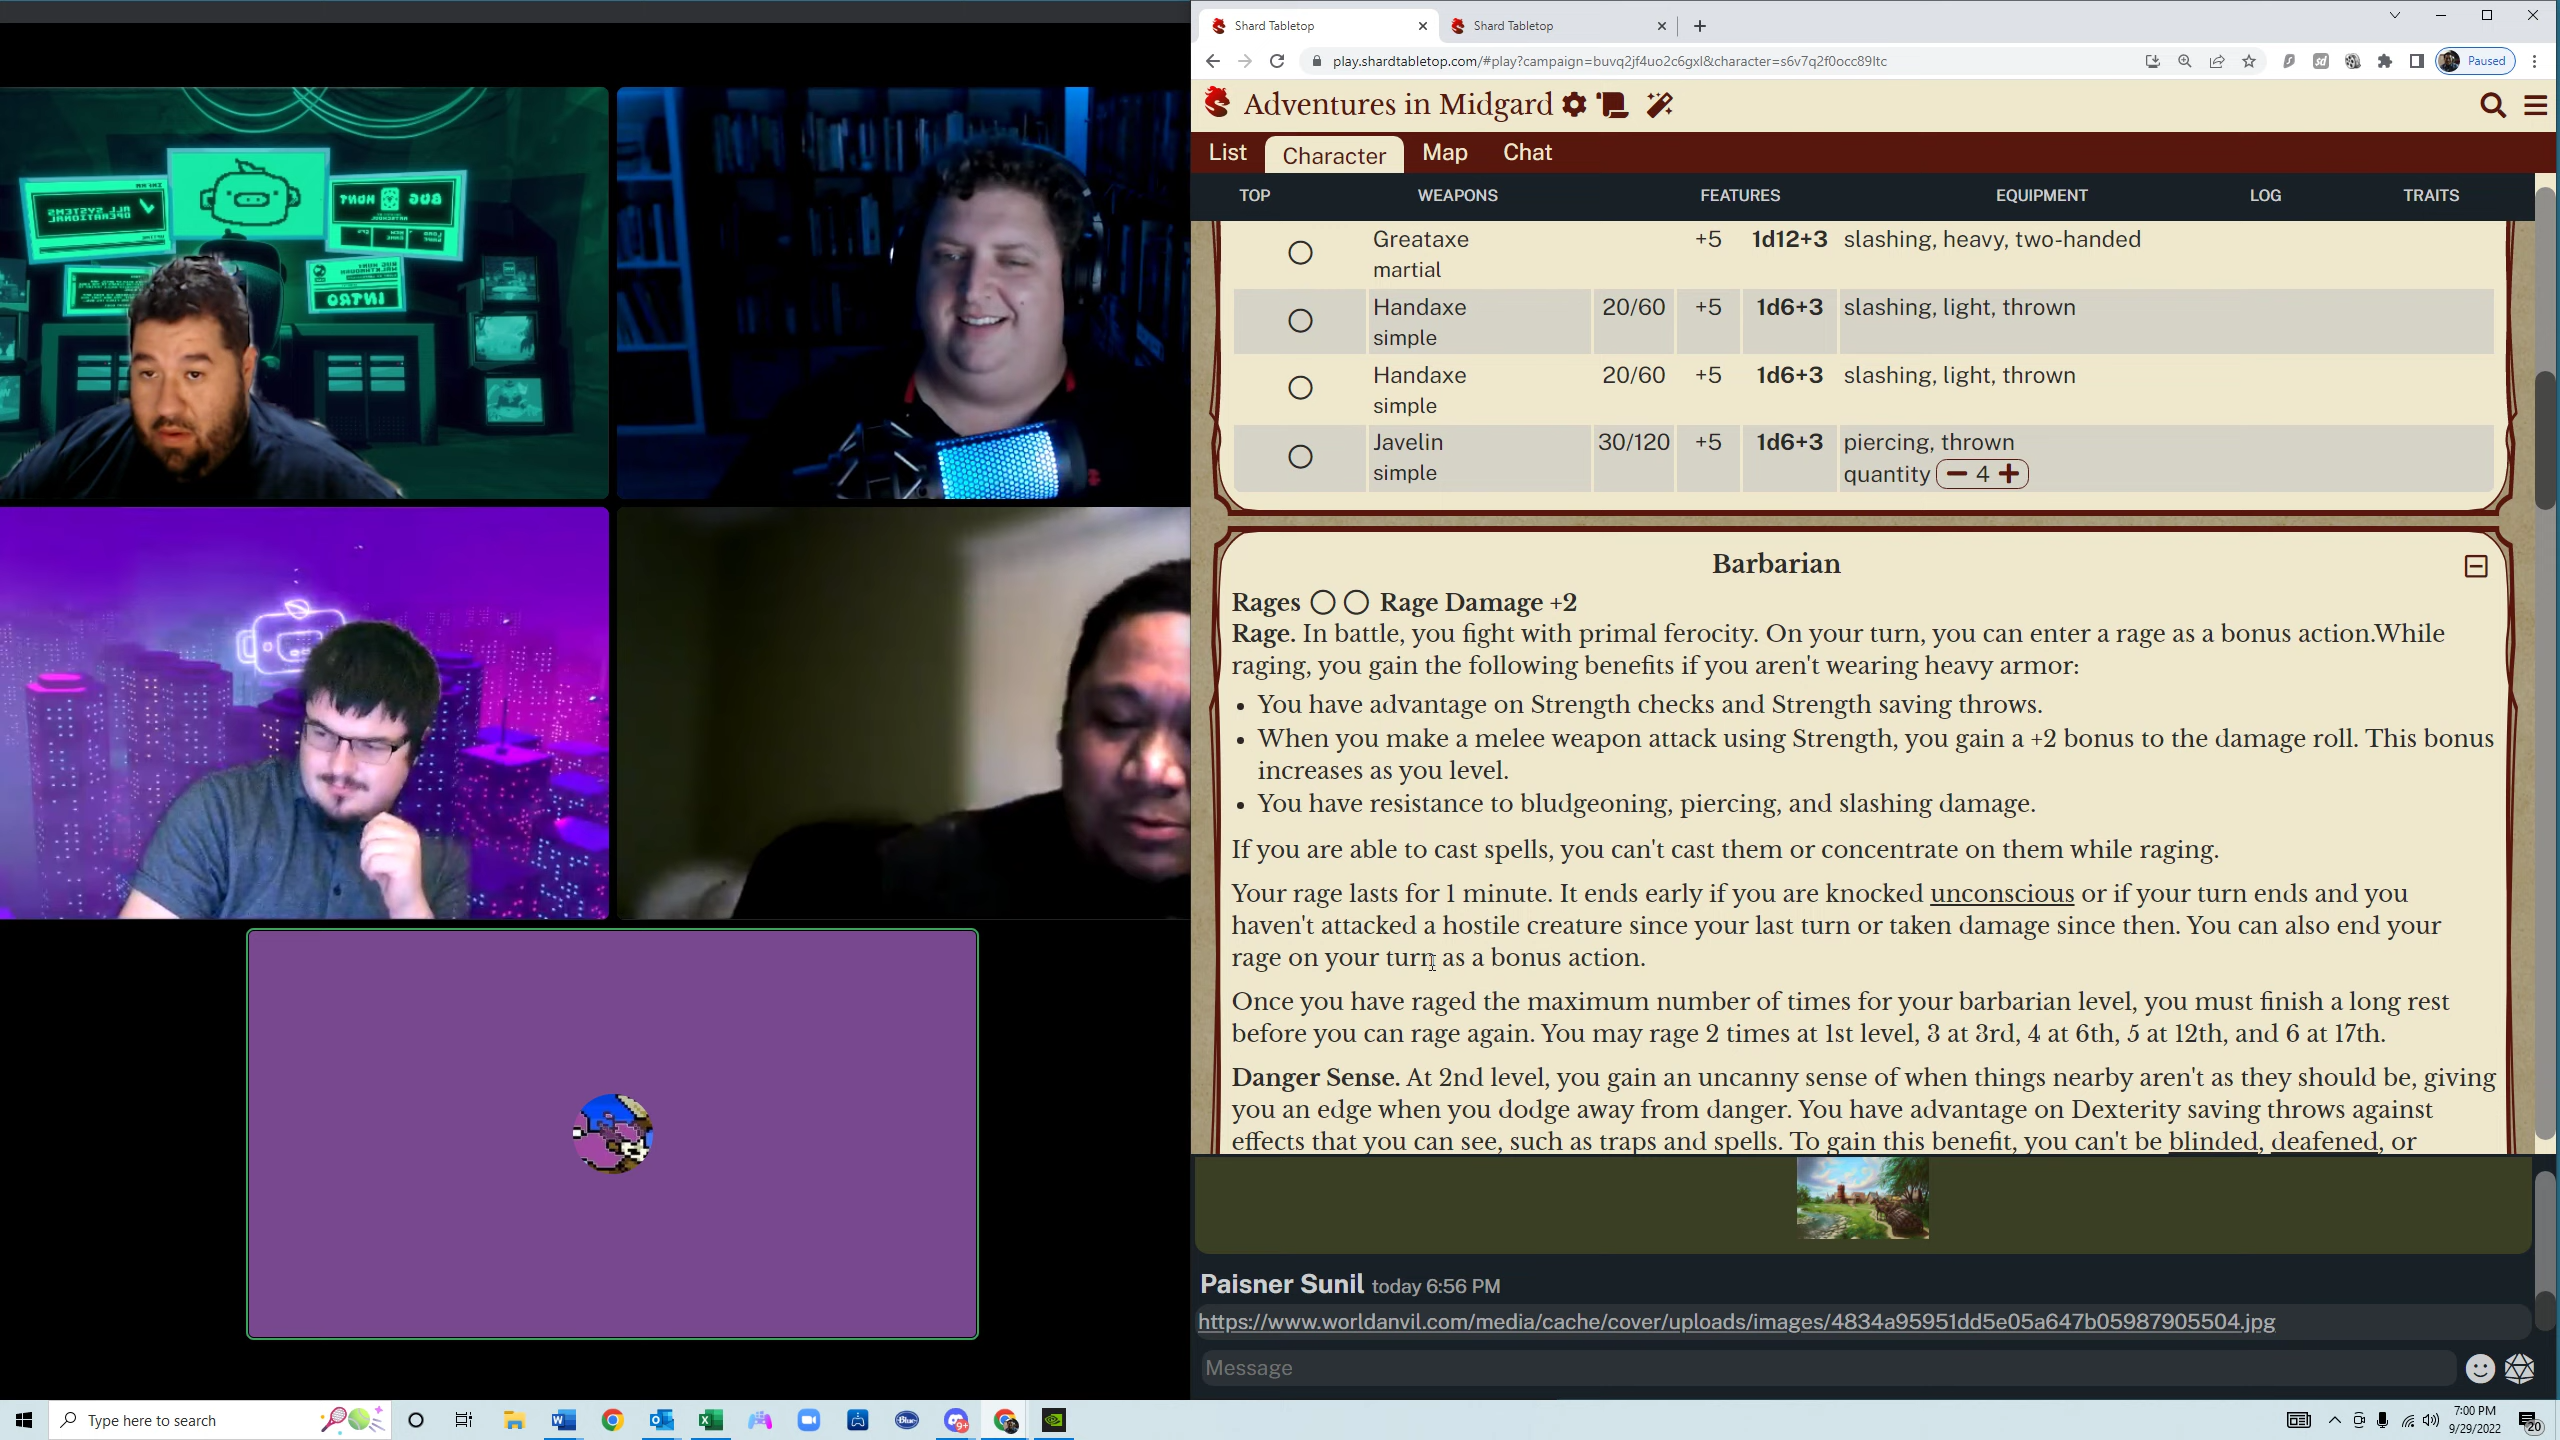 Shard Tabletop
Shard Tabletop
play.shardtabletop.com/#play?campaign=buvq2jf4uo2c6gxl&character=s6v7q2f0occ89ltc
Paused
Adventures in Midgard
List Character Map Chat
TOP WEAPONS FEATURES EQUIPMENT LOG TRAITS
Greataxe +5 1d12+3 slashing, heavy, two-handed
martial
Handaxe 20/60 +5 1d6+3 slashing, light, thrown
simple
Handaxe 20/60 +5 1d6+3 slashing, light, thrown
simple
Javelin 30/120 +5 1d6+3 piercing, thrown
simple quantity 4
Barbarian
Rages Rage Damage +2
Rage. In battle, you fight with primal ferocity. On your turn, you can enter a rage as a bonus action.While
raging, you gain the following benefits if you aren't wearing heavy armor:
• You have advantage on Strength checks and Strength saving throws.
• When you make a melee weapon attack using Strength, you gain a +2 bonus to the damage roll. This bonus
increases as you level.
• You have resistance to bludgeoning, piercing, and slashing damage.
If you are able to cast spells, you can't cast them or concentrate on them while raging.
Your rage lasts for 1 minute. It ends early if you are knocked unconscious or if your turn ends and you
haven't attacked a hostile creature since your last turn or taken damage since then. You can also end your
rage on your turn as a bonus action.
Once you have raged the maximum number of times for your barbarian level, you must finish a long rest
before you can rage again. You may rage 2 times at 1st level, 3 at 3rd, 4 at 6th, 5 at 12th, and 6 at 17th.
Danger Sense. At 2nd level, you gain an uncanny sense of when things nearby aren't as they should be, giving
you an edge when you dodge away from danger. You have advantage on Dexterity saving throws against
effects that you can see, such as traps and spells. To gain this benefit, you can't be blinded, deafened, or
Paisner Sunil today 6:56 PM
https://www.worldanvil.com/media/cache/cover/uploads/images/4834a95951dd5e05a647b05987905504.jpg
Message
ALL SYSTEMS
OPERATIONAL
BUG HUNT
INTRO
Type here to search
9+
7:00 PM
9/29/2022
20